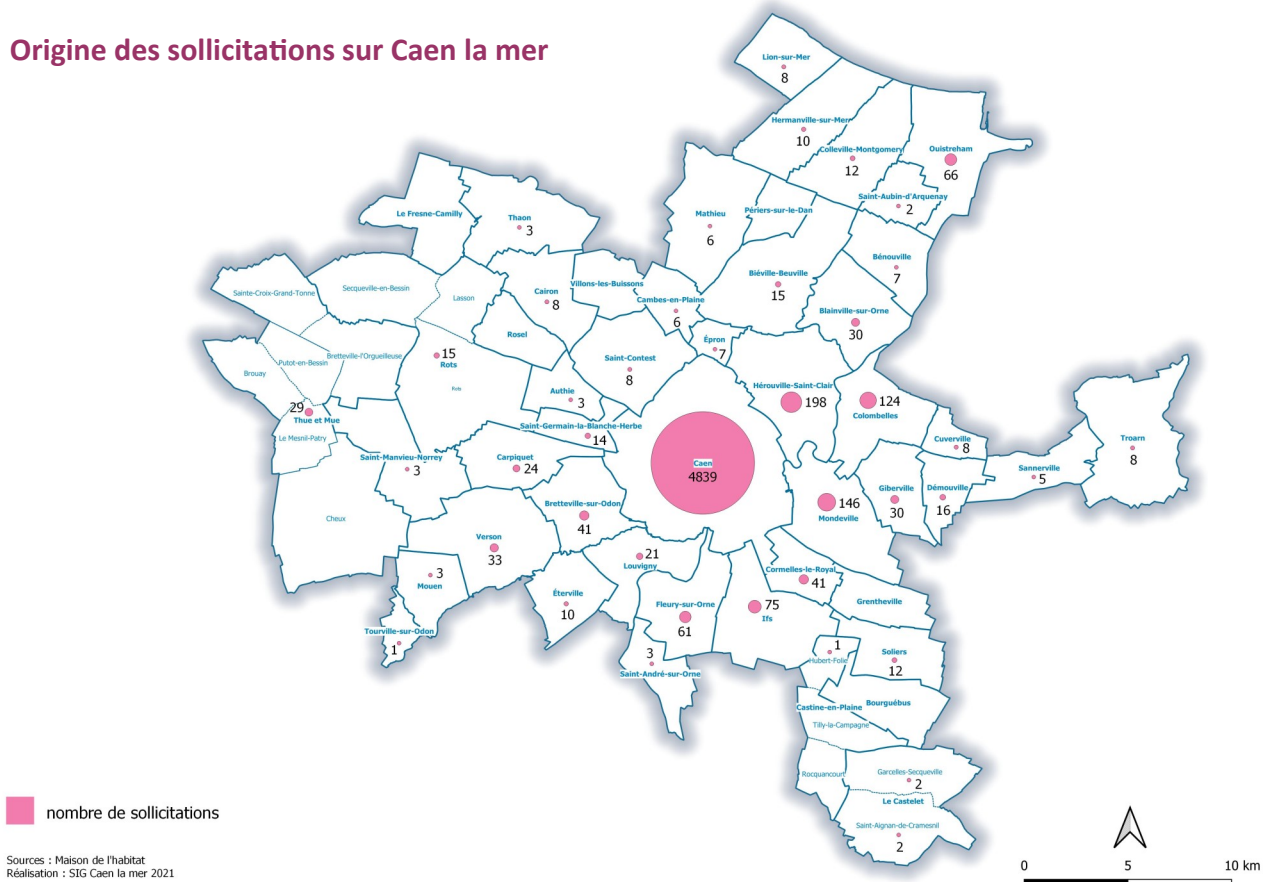 Origine des sollicitations sur Caen la mer
Lion-sur-Mer
8
Hermanville-sur-Mer
10
Colleville-Montgomery
12
Ouistreham
66
Saint-Aubin-d'Arquenay
2
Le Fresne-Camilly
Thaon
3
Mathieu
6
Périers-sur-le-Dan
Bénouville
7
Biéville-Beuville
15
Sainte-Croix-Grand-Tonne
Secqueville-en-Bessin
Lasson
Cairon
8
Villons-les-Buissons
Cambes-en-Plaine
6
Blainville-sur-Orne
30
Rosel
Épron
7
Brouay
Putot-en-Bessin
Bretteville-l'Orgueilleuse
15
Rots
Rots
Saint-Contest
8
Authie
3
Hérouville-Saint-Clair
198
124
Colombelles
29
Thue et Mue
Le Mesnil-Patry
Saint-Germain-la-Blanche-Herbe
14
Cuverville
8
Troarn
8
Saint-Manvieu-Norrey
3
Carpiquet
24
Caen
4839
Sannerville
5
Cheux
Bretteville-sur-Odon
41
146
Mondeville
Giberville
30
Démouville
16
Verson
33
21
Louvigny
Cormelles-le-Royal
41
3
Mouen
Éterville
10
Fleury-sur-Orne
61
75
Ifs
Grentheville
Tourville-sur-Odon
1
3
Saint-André-sur-Orne
1
Hubert-Folie
Soliers
12
Castine-en-Plaine
Bourguébus
Tilly-la-Campagne
Rocquancourt
Garcelles-Secqueville
2
Le Castelet
Saint-Aignan-de-Cramesnil
2
nombre de sollicitations
Sources : Maison de l'habitat
Réalisation : SIG Caen la mer 2021
0 5 10 km